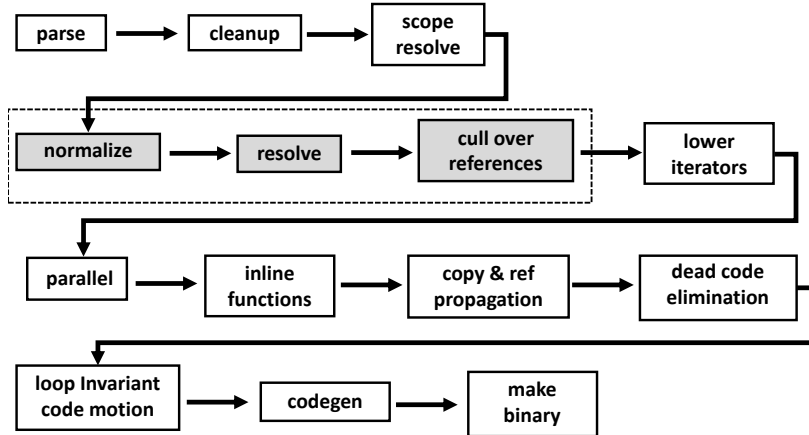 parse
cleanup
scope
resolve
normalize
resolve
cull over
references
lower
iterators
parallel
inline
functions
copy & ref
propagation
dead code
elimination
loop Invariant
code motion
codegen
make
binary